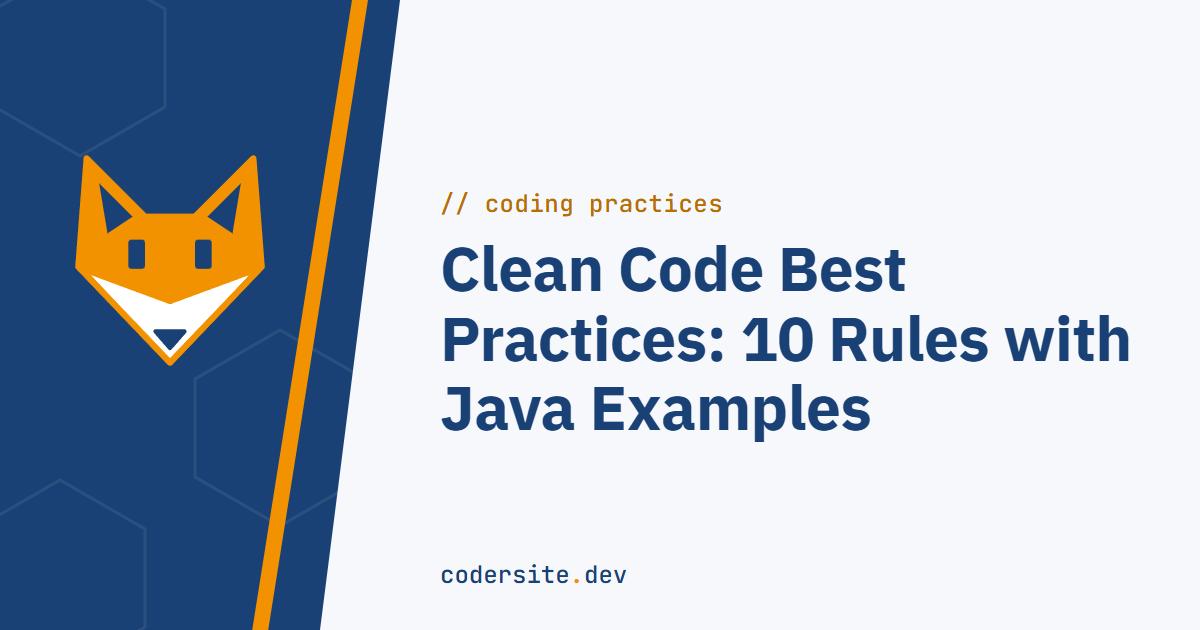 // coding practices
Clean Code Best
Practices: 10 Rules with
Java Examples
codersite.dev